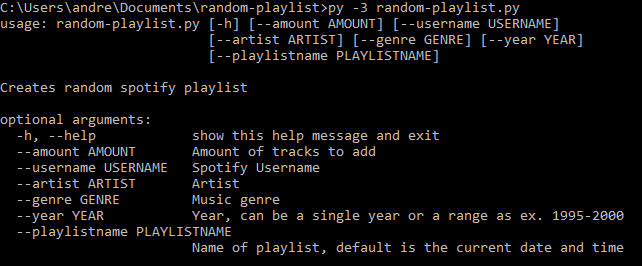 C:\Users\andre\Documents\random-playlist>py -3 random-playlist.py
usage: random-playlist.py [-h] [--amount AMOUNT] [--username USERNAME]
[--artist ARTIST] [--genre GENRE] [--year YEAR]
[--playlistname PLAYLISTNAME]
Creates random spotify playlist
optional arguments:
-h, --help show this help message and exit
--amount AMOUNT Amount of tracks to add
--username USERNAME Spotify Username
--artist ARTIST Artist
--genre GENRE Music genre
--year YEAR Year, can be a single year or a range as ex. 1995-2000
--playlistname PLAYLISTNAME
Name of playlist, default is the current date and time